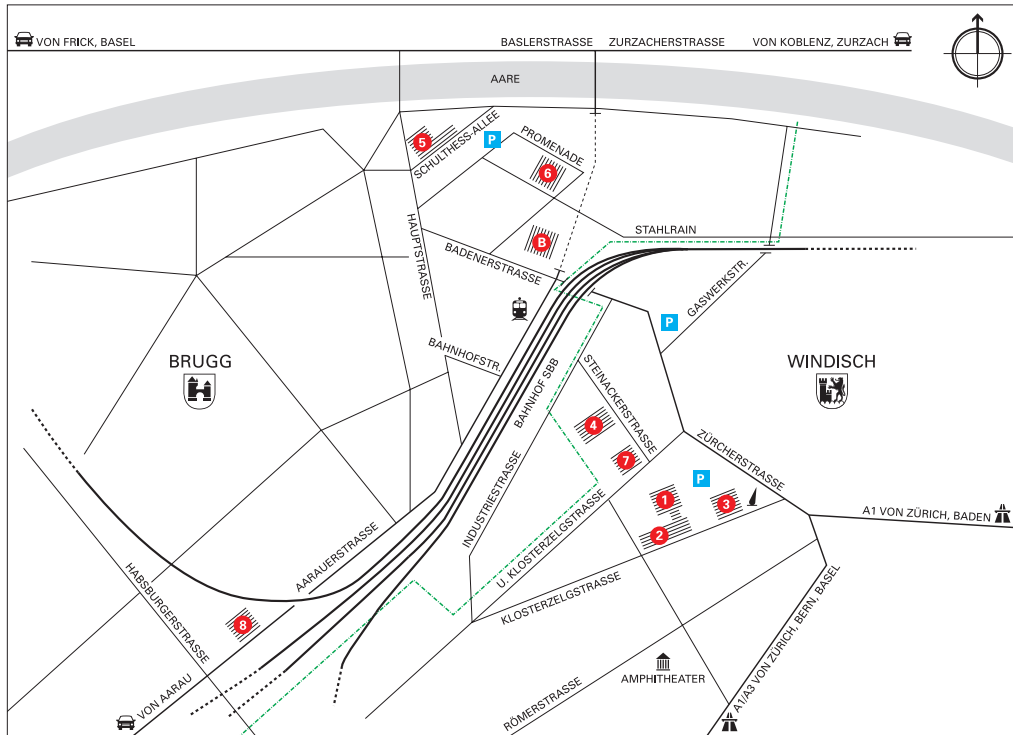 VON FRICK, BASEL
BASLERSTRASSE
ZURZACHERSTRASSE
VON KOBLENZ, ZURZACH
AARE
5
SCHULTHESS-ALLEE
P
PROMENADE
6
HAUPTSTRASSE
B
BADENERSTRASSE
STAHLRAIN
GASWERKSTR.
P
BAHNHOFSTR.
BAHNHOF SBB
BRUGG
WINDISCH
STEINACKERSTRASSE
4
7
INDUSTRIESTRASSE
ZÜRCHERSTRASSE
P
1
3
2
A1 VON ZÜRICH, BADEN
U. KLOSTERZELGSTRASSE
KLOSTERZELGSTRASSE
AARAUERSTRASSE
HABSBURGERSTRASSE
8
VON AARAU
AMPHITHEATER
RÖMERSTRASSE
A1/A3 VON ZÜRICH, BERN, BASEL